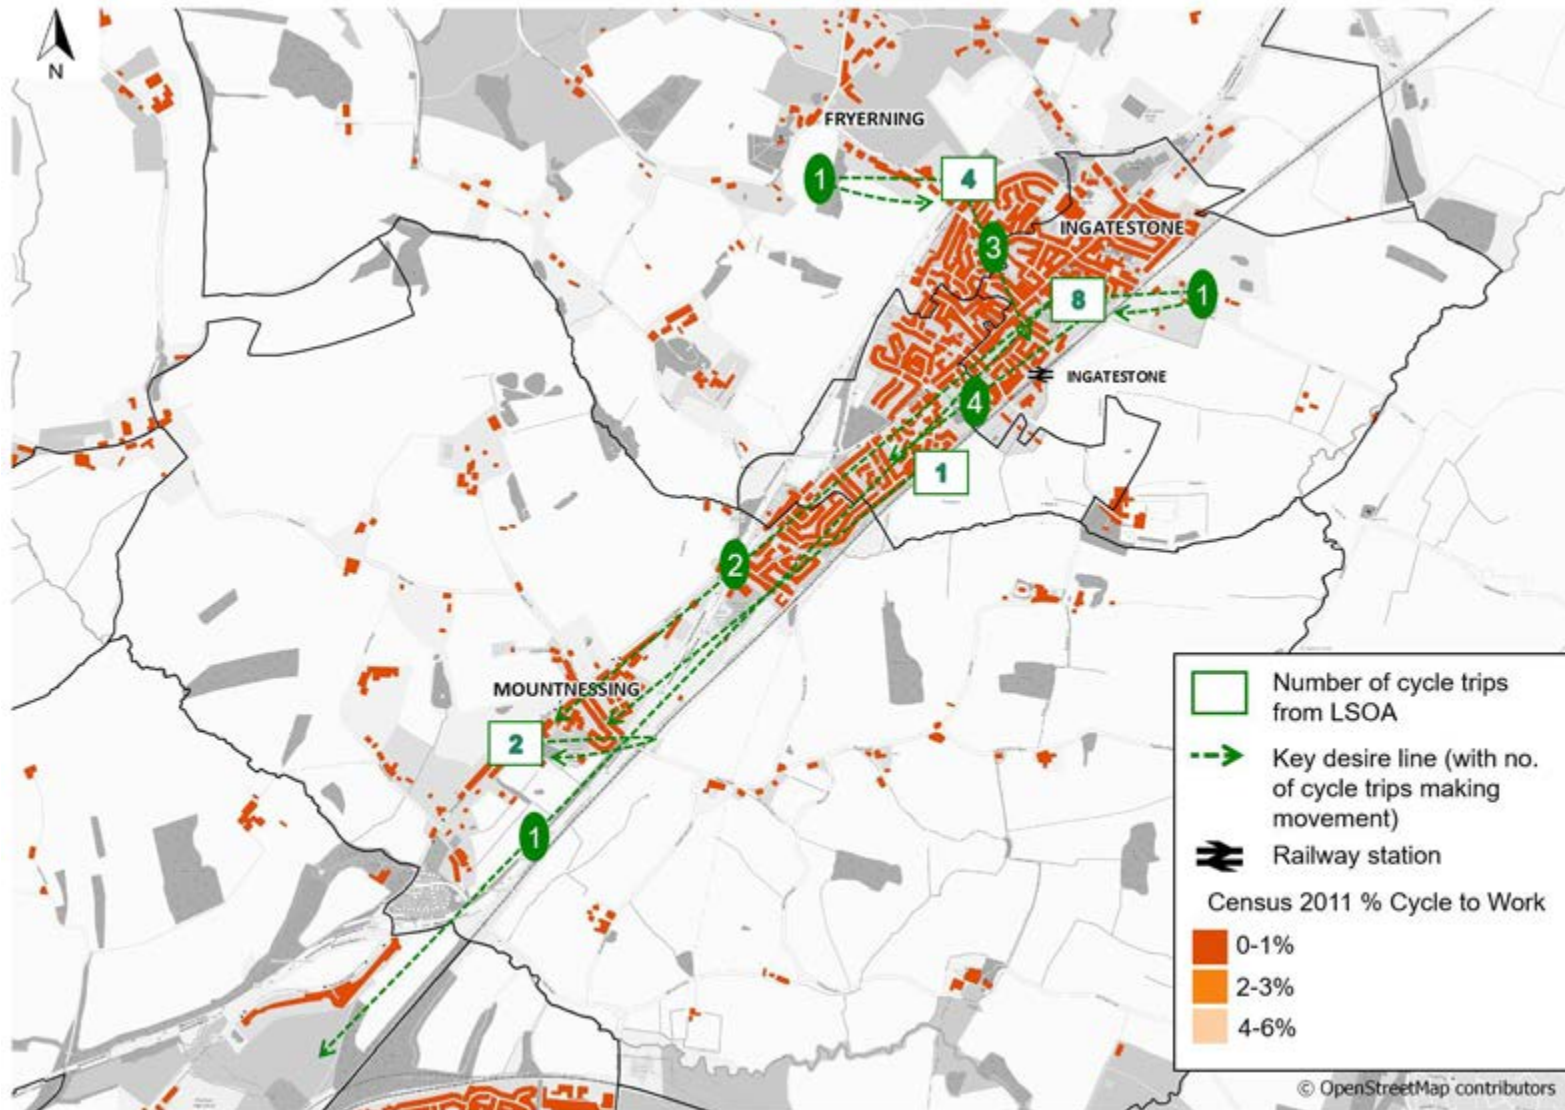 N
FRYERNING
1
4
3
INGATESTONE
8
1
INGATESTONE
4
1
2
MOUNTNESSING
2
1
Number of cycle trips
from LSOA
Key desire line (with no.
of cycle trips making
movement)
Railway station
Census 2011 % Cycle to Work
0-1%
2-3%
4-6%
© OpenStreetMap contributors